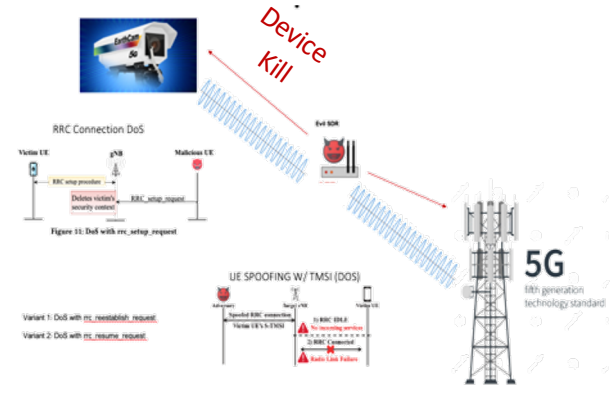 Device
Kill
EarthCam
5G
Evil SDR
RRC Connection DoS
Victim UE
gNB
Malicious UE
RRC setup procedure
Deletes victim's
security context
RRC_setup_request
Figure 11: DoS with rrc_setup_request
5G
fifth generation
technology standard
UE SPOOFING W/ TMSI (DOS)
Victim UE
Spoofed RRC connection
Victim UE's S-TMSI
1) RRC IDLE
No incoming services
2) RRC Connected
Radio Link Failure
Variant 1: DoS with rrc_reestablish_request
Variant 2: DoS with rrc_resume_request